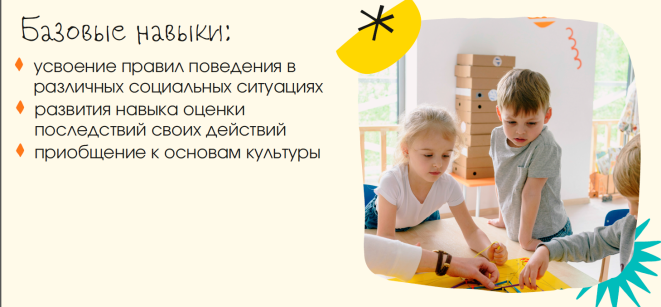 Базовые навыки:
усвоение правил поведения в
различных социальных ситуациях
развития навыка оценки
последствий своих действий
приобщение к основам культуры